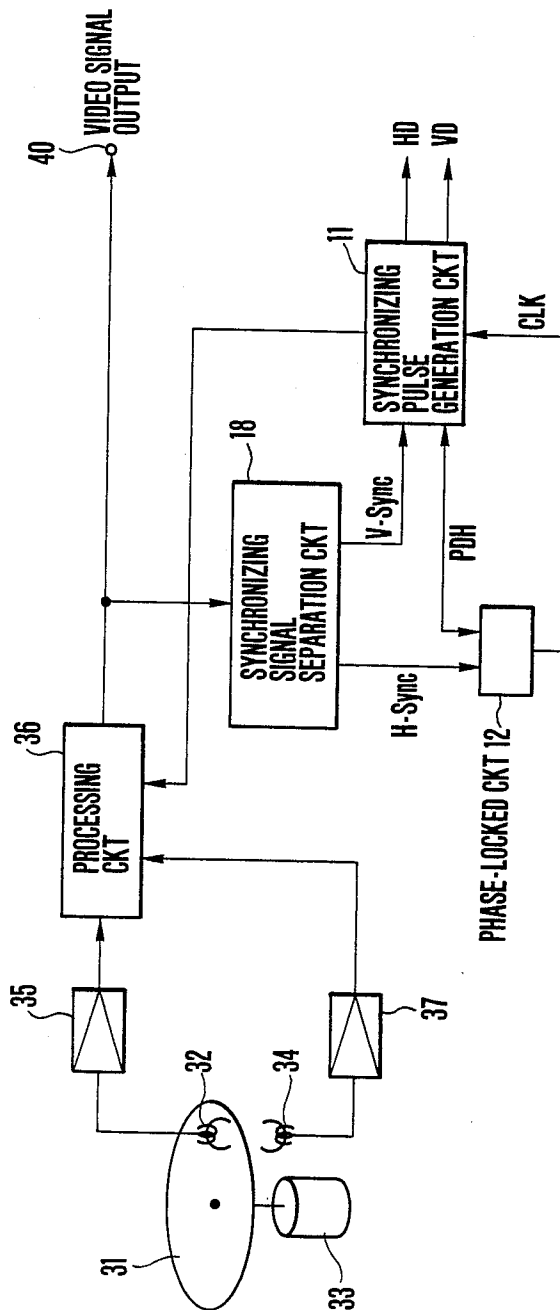 40
VIDEO SIGNAL
OUTPUT
36
PROCESSING
CKT
35
32
31
34
33
37
18
SYNCHRONIZING
SIGNAL
SEPARATION CKT
11
SYNCHRONIZING
PULSE
GENERATION CKT
HD
VD
V-Sync
H-Sync
PDH
CLK
PHASE-LOCKED CKT 12